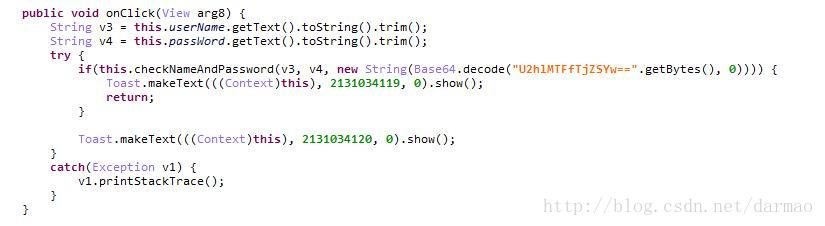 public void onClick(View arg8) {
String v3 = this.userName.getText().toString().trim();
String v4 = this.passWord.getText().toString().trim();
try {
if(this.checkNameAndPassword(v3, v4, new String(Base64.decode("U2hlMTFfTjZSYw==".getBytes(), 0)))) {
Toast.makeText(((Context)this), 2131034119, 0).show();
return;
}
Toast.makeText(((Context)this), 2131034120, 0).show();
}
catch(Exception v1) {
v1.printStackTrace();
}
}
http://blog.csdn.net/darmao